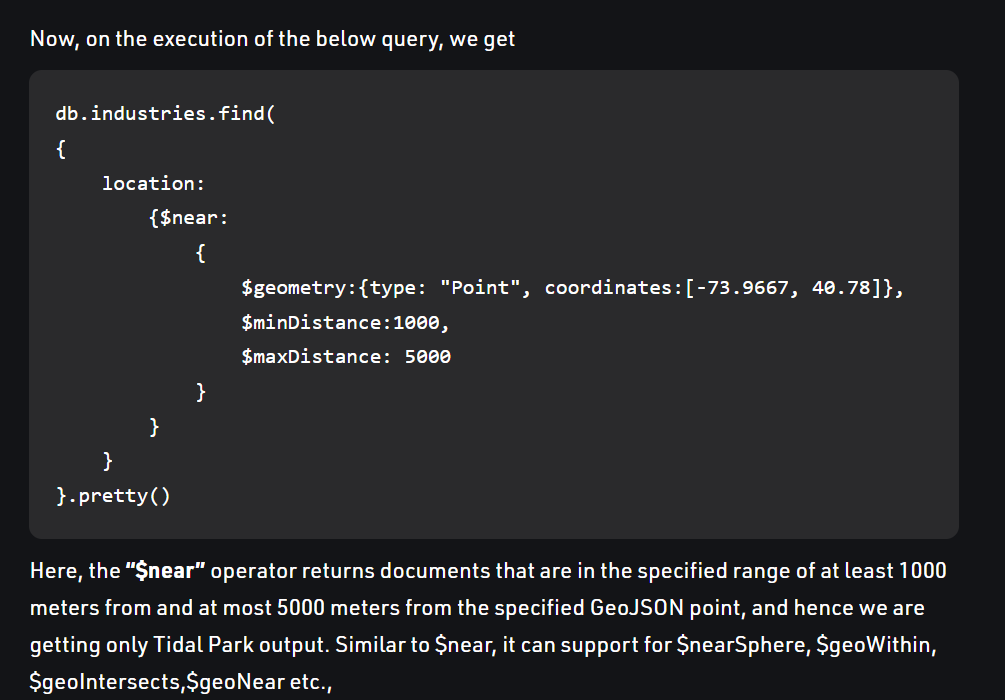 Now, on the execution of the below query, we get
db.industries.find(
{
    location:
        {$near:
            {
                $geometry:{type: "Point", coordinates:[-73.9667, 40.78]},
                $minDistance:1000,
                $maxDistance: 5000
            }
        }
    }
}.pretty()
Here, the “$near” operator returns documents that are in the specified range of at least 1000
meters from and at most 5000 meters from the specified GeoJSON point, and hence we are
getting only Tidal Park output. Similar to $near, it can support for $nearSphere, $geoWithin,
$geoIntersects,$geoNear etc.,